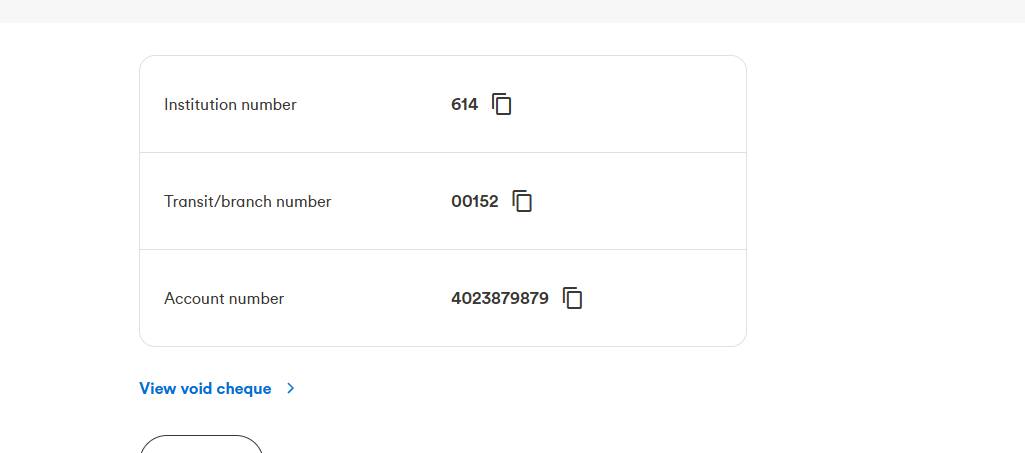 Institution number 614
Transit/branch number 00152
Account number 4023879879
View void cheque